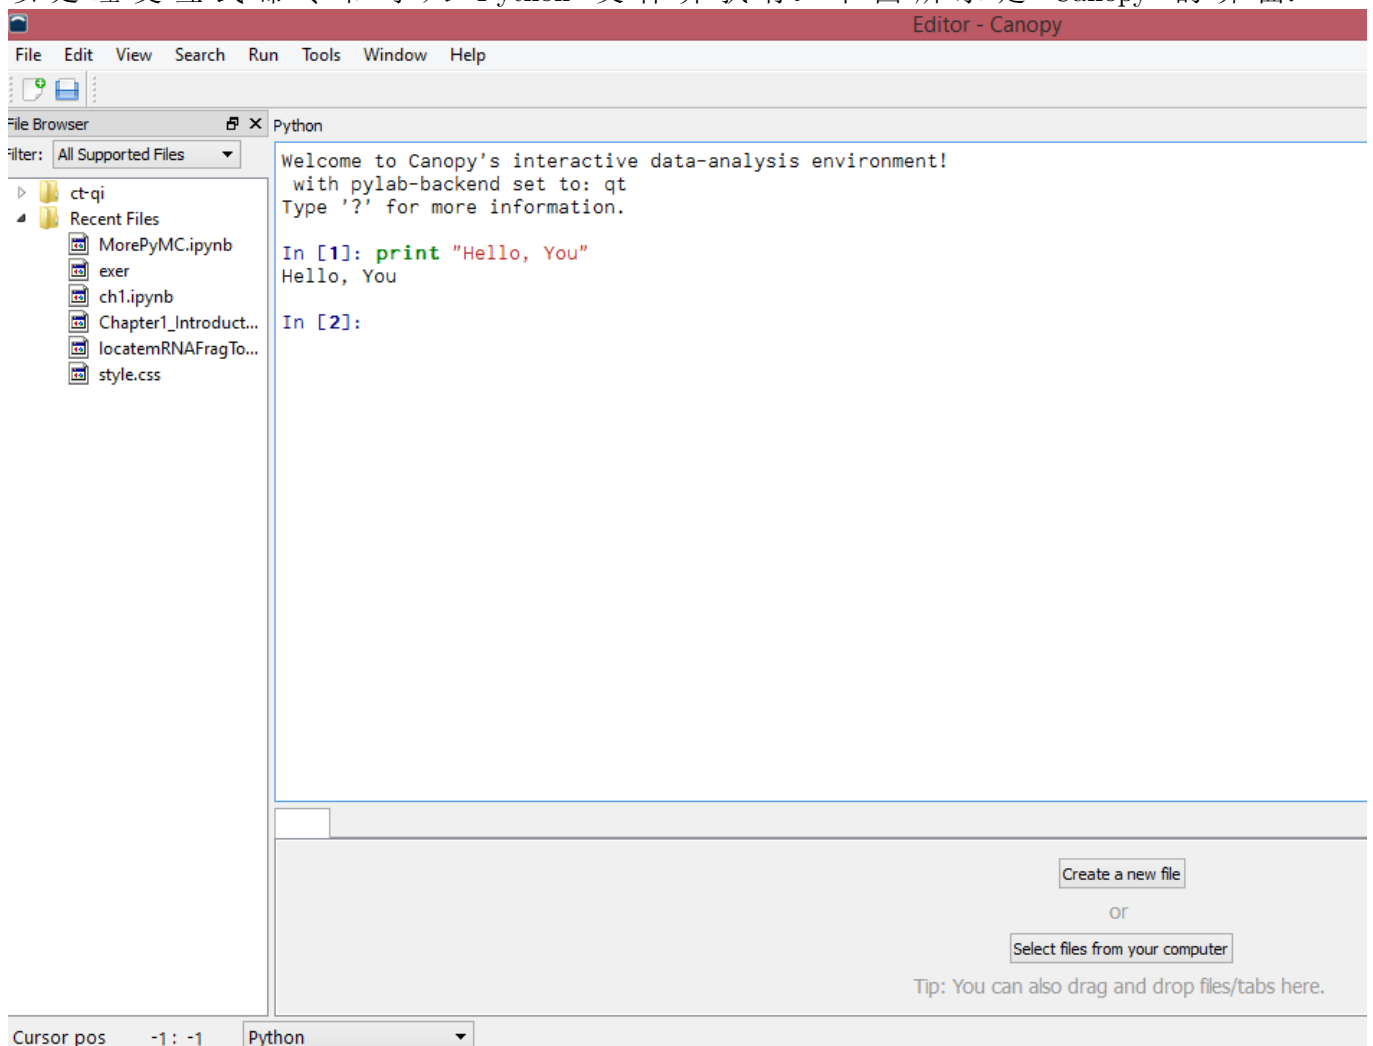 Python
Canopy
Editor - Canopy
File Edit View Search Run Tools Window Help
File Browser
Filter: All Supported Files
ct-qi
Recent Files
MorePyMC.ipynb
exer
ch1.ipynb
Chapter1_Introduct...
locatemRNAFragTo...
style.css
Python
Welcome to Canopy's interactive data-analysis environment!
with pylab-backend set to: qt
Type '?' for more information.
In [1]: print "Hello, You"
Hello, You
In [2]:
Create a new file
or
Select files from your computer
Tip: You can also drag and drop files/tabs here.
Cursor pos -1 : -1 Python